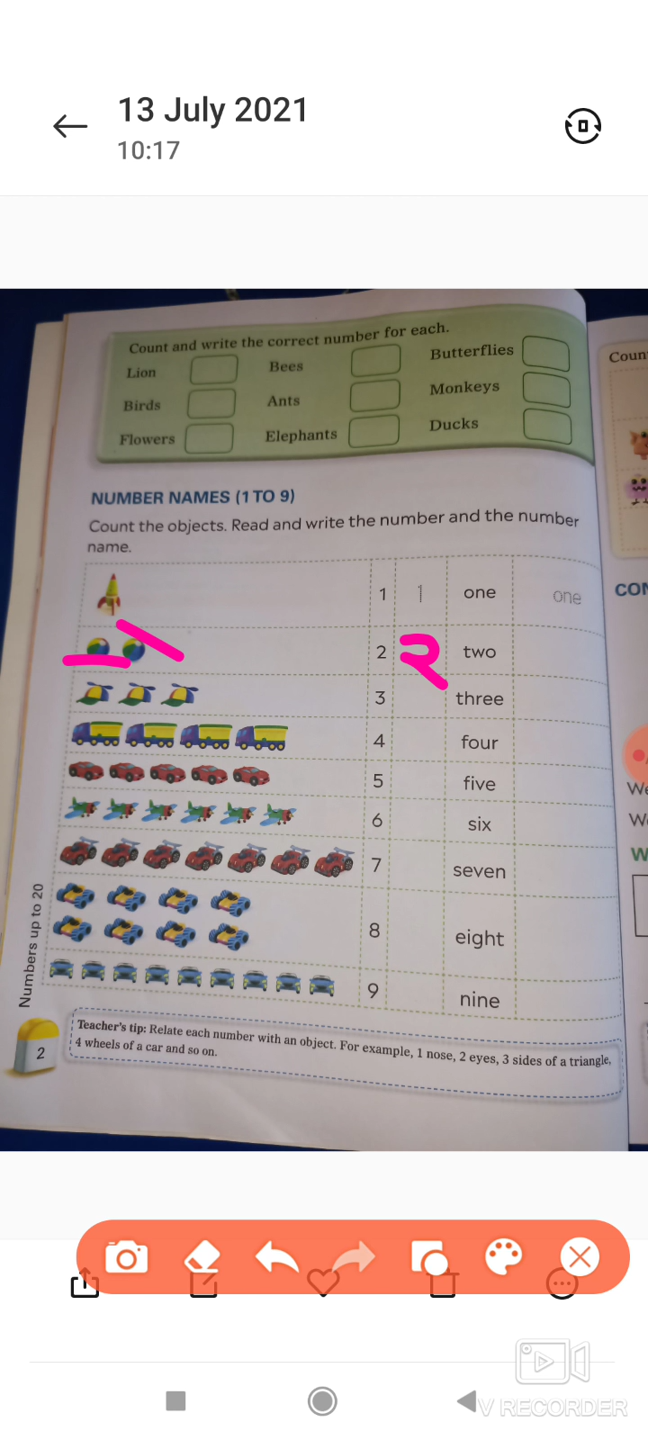 13 July 2021
10:17
Count and write the correct number for each.
Lion Bees Butterflies
Birds Ants Monkeys
Flowers Elephants Ducks
NUMBER NAMES (1 TO 9)
Count the objects. Read and write the number and the number
name.
1 1 one one
2 २ two
3 three
4 four
5 five
6 six
7 seven
8 eight
9 nine
Numbers up to 20
Teacher's tip: Relate each number with an object. For example, 1 nose, 2 eyes, 3 sides of a triangle,
4 wheels of a car and so on.
2
Coun
CON
We
W
W
V RECORDER